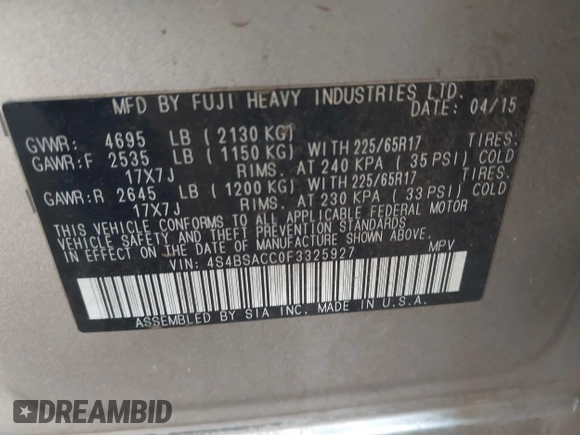 MFD BY FUJI HEAVY INDUSTRIES LTD.
DATE: 04/15
GVWR: 4695 LB ( 2130 KG)
GAWR:F 2535 LB ( 1150 KG) WITH 225/65R17 TIRES.
17X7J RIMS. AT 240 KPA ( 35 PSI) COLD
GAWR:R 2645 LB ( 1200 KG) WITH 225/65R17 TIRES.
17X7J RIMS. AT 230 KPA ( 33 PSI) COLD
THIS VEHICLE CONFORMS TO ALL APPLICABLE FEDERAL MOTOR
VEHICLE SAFETY AND THEFT PREVENTION STANDARDS
IN EFFECT ON THE DATE OF MANUFACTURE SHOWN ABOVE.
VIN: 4S4BSACC0F3325927 MPV
ASSEMBLED BY SIA INC. MADE IN U.S.A.
DREAMBID